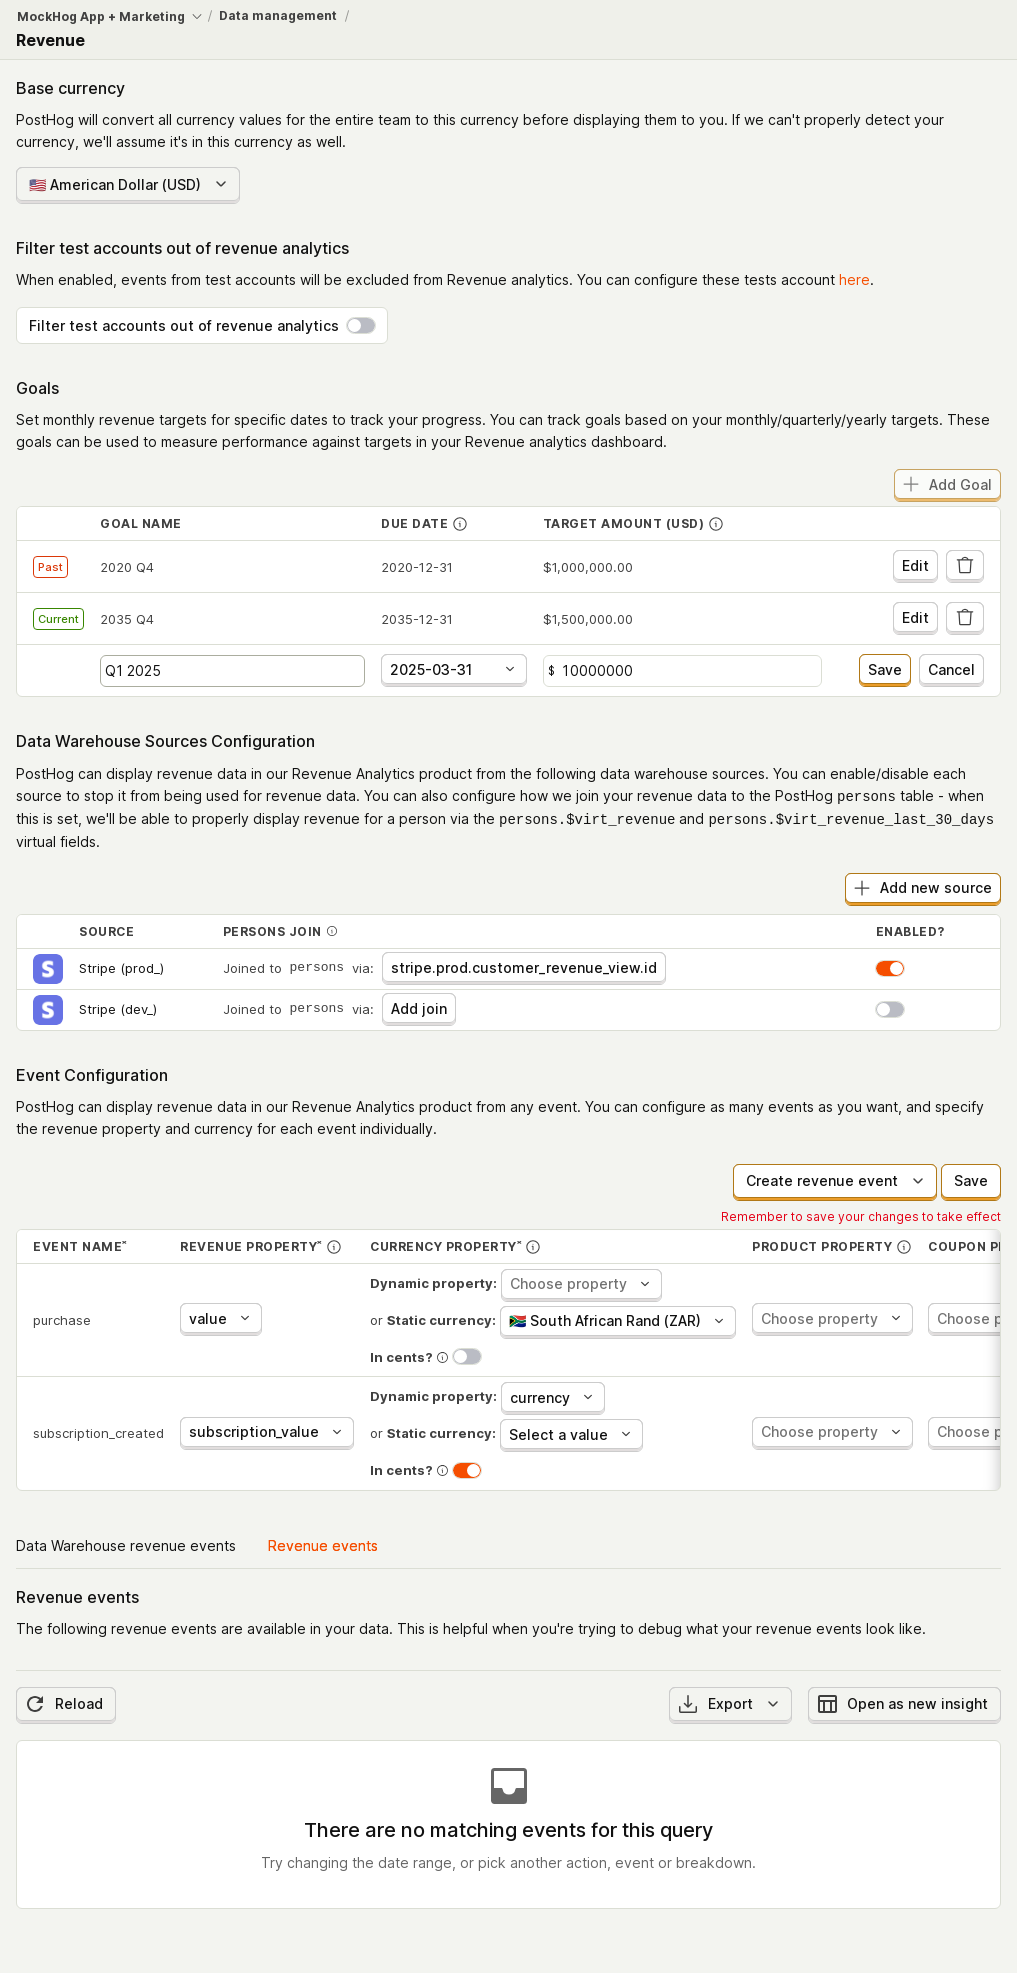 MockHog App + Marketing / Data management /
Revenue
Base currency
PostHog will convert all currency values for the entire team to this currency before displaying them to you. If we can't properly detect your
currency, we'll assume it's in this currency as well.
🇺🇸 American Dollar (USD)
Filter test accounts out of revenue analytics
When enabled, events from test accounts will be excluded from Revenue analytics. You can configure these tests account here.
Filter test accounts out of revenue analytics
Goals
Set monthly revenue targets for specific dates to track your progress. You can track goals based on your monthly/quarterly/yearly targets. These
goals can be used to measure performance against targets in your Revenue analytics dashboard.
Add Goal
GOAL NAME DUE DATE TARGET AMOUNT (USD)
Past 2020 Q4 2020-12-31 $1,000,000.00 Edit
Current 2035 Q4 2035-12-31 $1,500,000.00 Edit
Q1 2025 2025-03-31 $ 10000000 Save Cancel
Data Warehouse Sources Configuration
PostHog can display revenue data in our Revenue Analytics product from the following data warehouse sources. You can enable/disable each
source to stop it from being used for revenue data. You can also configure how we join your revenue data to the PostHog persons table - when
this is set, we'll be able to properly display revenue for a person via the persons.$virt_revenue and persons.$virt_revenue_last_30_days
virtual fields.
Add new source
SOURCE PERSONS JOIN ENABLED?
S Stripe (prod_) Joined to persons via: stripe.prod.customer_revenue_view.id
S Stripe (dev_) Joined to persons via: Add join
Event Configuration
PostHog can display revenue data in our Revenue Analytics product from any event. You can configure as many events as you want, and specify
the revenue property and currency for each event individually.
Create revenue event Save
Remember to save your changes to take effect
EVENT NAME* REVENUE PROPERTY* CURRENCY PROPERTY* PRODUCT PROPERTY COUPON P
Dynamic property: Choose property
purchase value or Static currency: 🇿🇦 South African Rand (ZAR) Choose property Choose p
In cents?
Dynamic property: currency
subscription_created subscription_value or Static currency: Select a value Choose property Choose p
In cents?
Data Warehouse revenue events Revenue events
Revenue events
The following revenue events are available in your data. This is helpful when you're trying to debug what your revenue events look like.
Reload Export Open as new insight
There are no matching events for this query
Try changing the date range, or pick another action, event or breakdown.